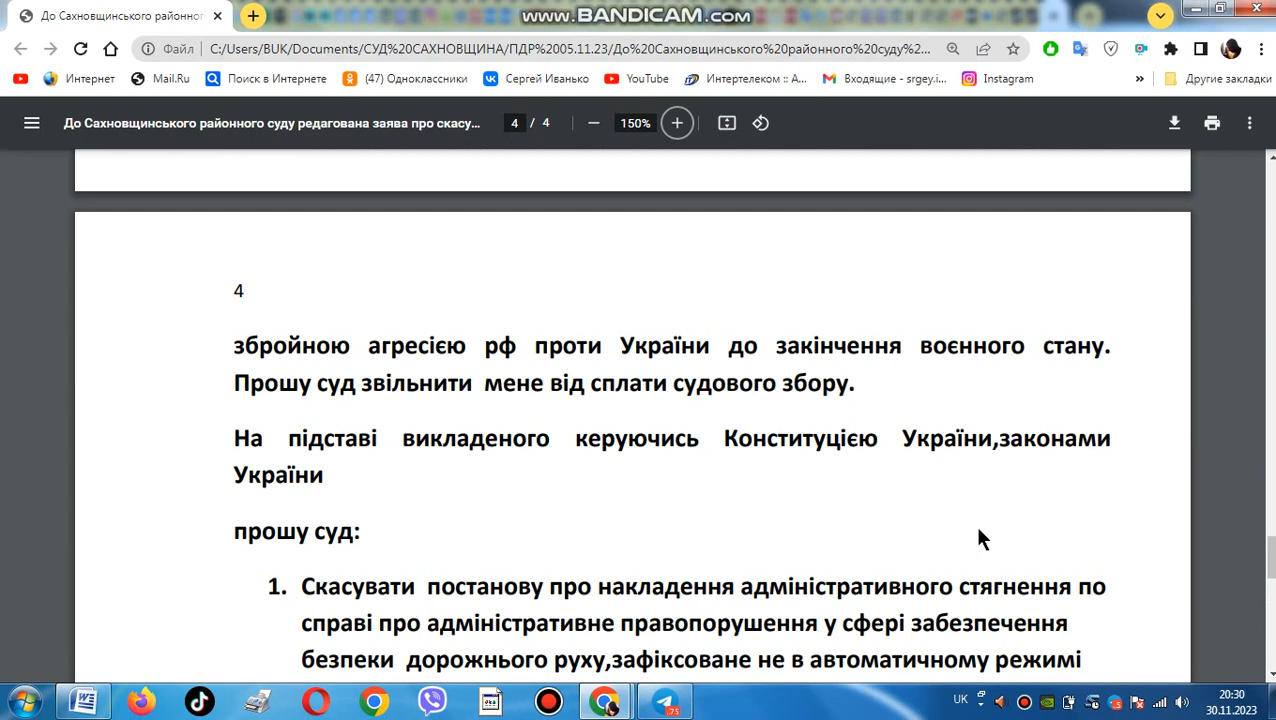 До Сахновщинського районного
www.BANDICAM.com
Файл
C:/Users/BUK/Documents/СУД%20САХНОВЩИНА/ПДР%2005.11.23/До%20Сахновщинського%20районного%20суду%...
Интернет
Mail.Ru
Поиск в Интернете
(47) Одноклассники
Сергей Иванько
YouTube
Интертелеком :: А...
Входящие - srgey.i...
Instagram
»
Другие закладки
До Сахновщинського районного суду редагована заява про скасу...
4 / 4
150%
4
збройною агресією рф проти України до закінчення воєнного стану.
Прошу суд звільнити мене від сплати судового збору.
На підставі викладеного керуючись Конституцією України,законами
України
прошу суд:
1. Скасувати постанову про накладення адміністративного стягнення по
справі про адміністративне правопорушення у сфері забезпечення
безпеки дорожнього руху,зафіксоване не в автоматичному режимі
75
UK
20:30
30.11.2023